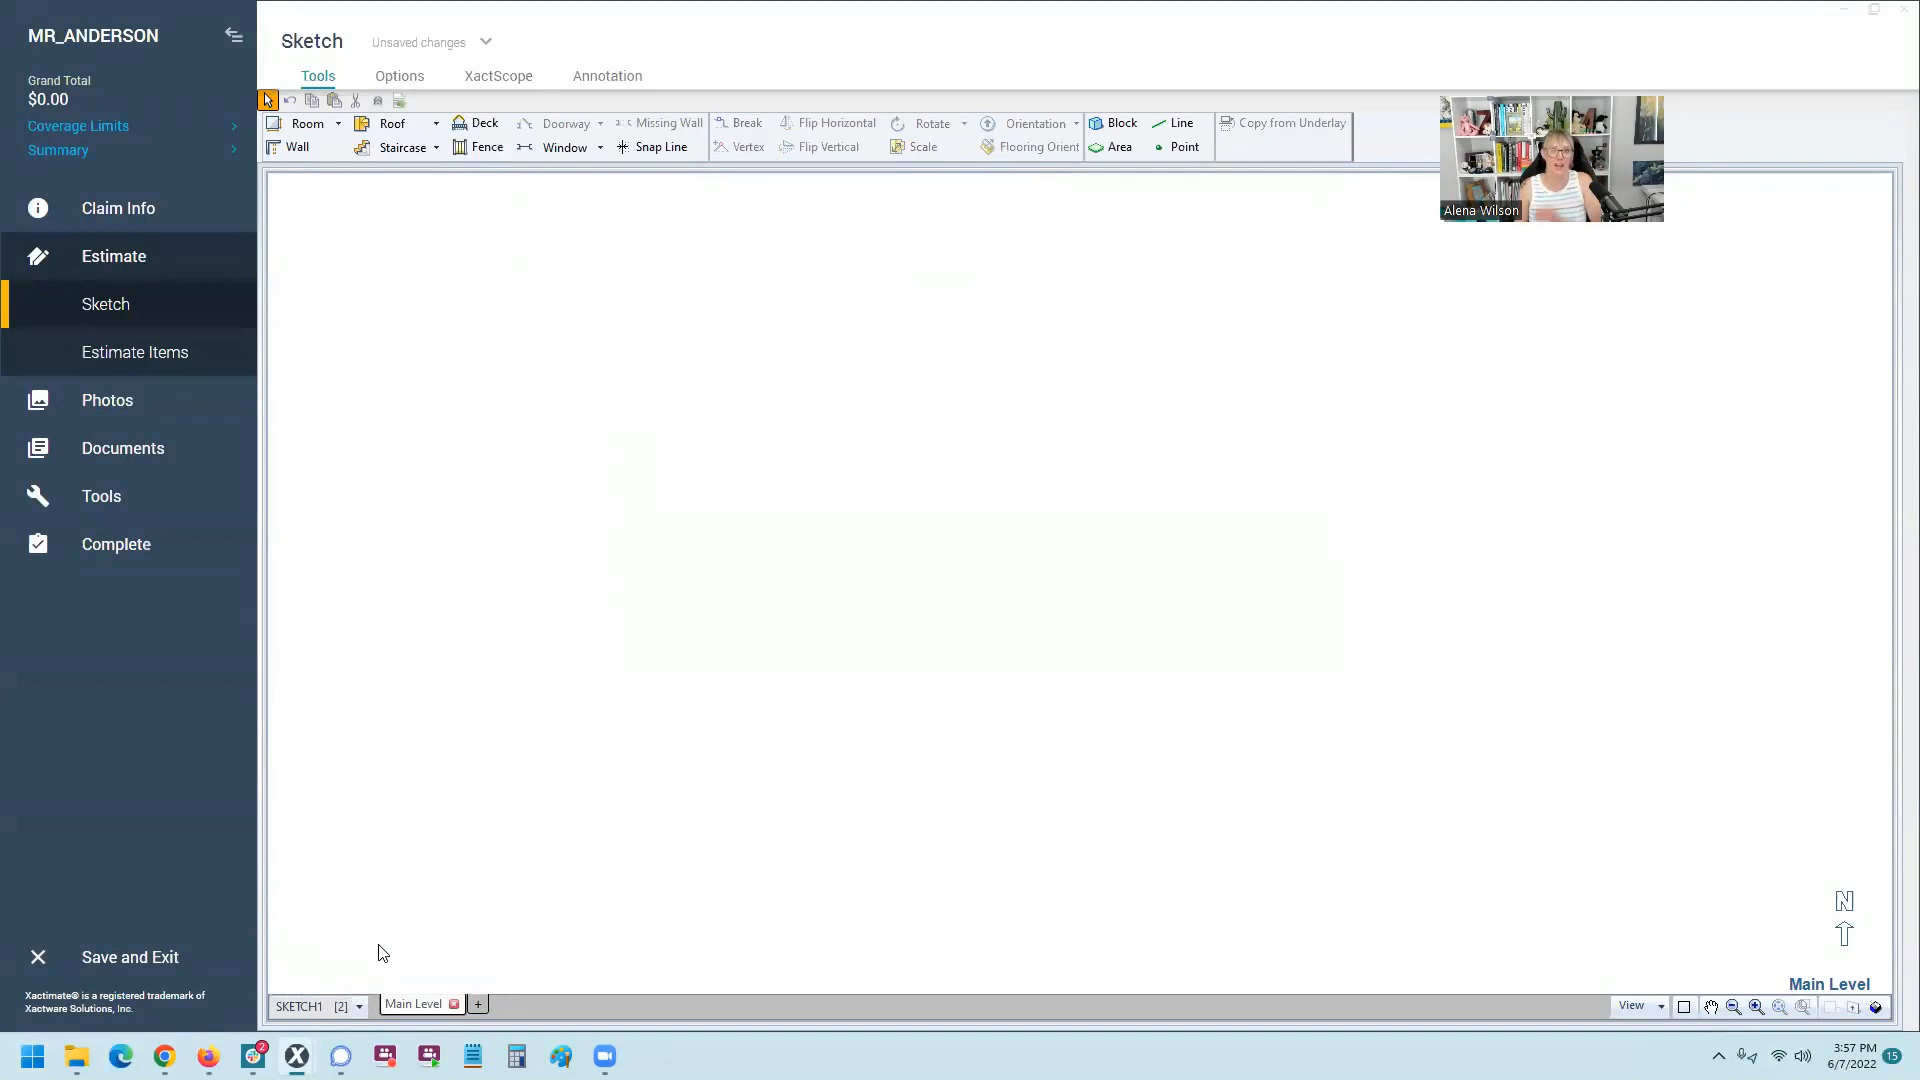 MR_ANDERSON
Grand Total
$0.00
Coverage Limits
Summary
Claim Info
Estimate
Sketch
Estimate Items
Photos
Documents
Tools
Complete
Save and Exit
Xactimate® is a registered trademark of
Xactware Solutions, Inc.
Sketch Unsaved changes
Tools Options XactScope Annotation
Room Roof Deck Doorway Missing Wall Break Flip Horizontal Rotate Orientation Block Line Copy from Underlay
Wall Staircase Fence Window Snap Line Vertex Flip Vertical Scale Flooring Orient Area Point
Alena Wilson
N
Main Level
SKETCH1 [2] Main Level + View
2
3:57 PM
6/7/2022
15